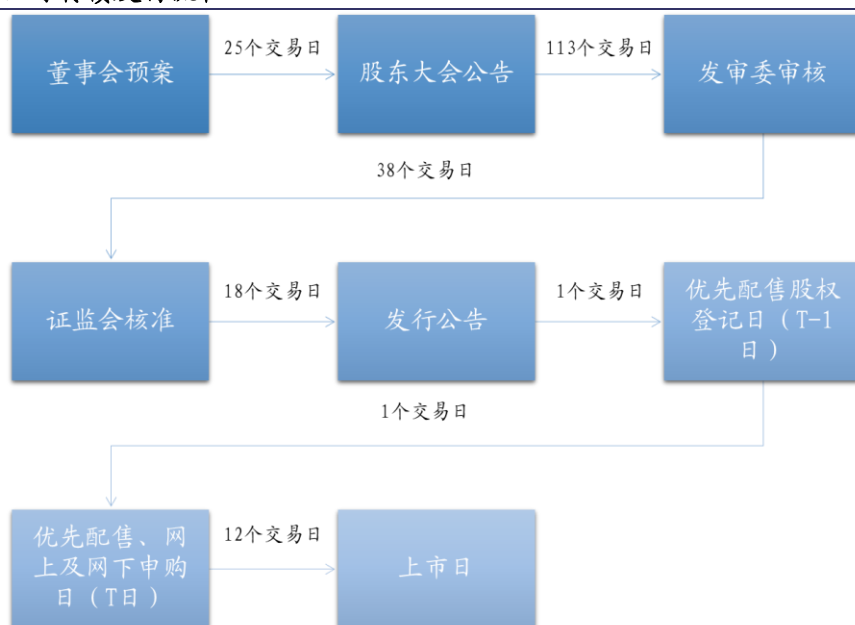 董事会预案
25个交易日
股东大会公告
113个交易日
发审委审核
38个交易日
证监会核准
18个交易日
发行公告
1个交易日
优先配售股权
登记日（T-1
日）
1个交易日
优先配售、网
上及网下申购
日（T日）
12个交易日
上市日